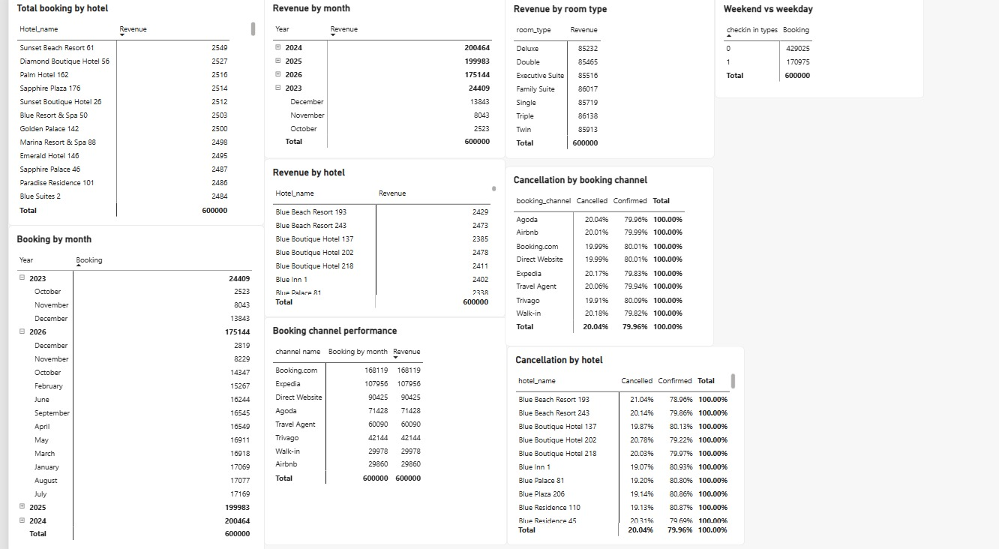 Total booking by hotel
Hotel_name Revenue
Sunset Beach Resort 61 2549
Diamond Boutique Hotel 56 2527
Palm Hotel 162 2516
Sapphire Plaza 176 2514
Sunset Boutique Hotel 26 2512
Blue Resort & Spa 50 2503
Golden Palace 142 2500
Marina Resort & Spa 88 2498
Emerald Hotel 146 2495
Sapphire Palace 46 2487
Paradise Residence 101 2486
Blue Suites 2 2484
Total 600000
Booking by month
Year Booking
2023 24409
October 2523
November 8043
December 13843
2026 175144
December 2819
November 8229
October 14347
February 15267
June 16244
September 16545
April 16549
May 16911
March 16918
January 17069
August 17077
July 17169
2025 199983
2024 200464
Total 600000
Revenue by month
Year Revenue
2024 200464
2025 199983
2026 175144
2023 24409
December 13843
November 8043
October 2523
Total 600000
Revenue by hotel
Hotel_name Revenue
Blue Beach Resort 193 2429
Blue Beach Resort 243 2473
Blue Boutique Hotel 137 2385
Blue Boutique Hotel 202 2478
Blue Boutique Hotel 218 2411
Blue Inn 1 2402
Blue Palace 81 2338
Total 600000
Booking channel performance
channel name Booking by month Revenue
Booking.com 168119 168119
Expedia 107956 107956
Direct Website 90425 90425
Agoda 71428 71428
Travel Agent 60090 60090
Trivago 42144 42144
Walk-in 29978 29978
Airbnb 29860 29860
Total 600000 600000
Revenue by room type
room_type Revenue
Deluxe 85232
Double 85465
Executive Suite 85516
Family Suite 86017
Single 85719
Triple 86138
Twin 85913
Total 600000
Cancellation by booking channel
booking_channel Cancelled Confirmed Total
Agoda 20.04% 79.96% 100.00%
Airbnb 20.01% 79.99% 100.00%
Booking.com 19.99% 80.01% 100.00%
Direct Website 19.99% 80.01% 100.00%
Expedia 20.17% 79.83% 100.00%
Travel Agent 20.06% 79.94% 100.00%
Trivago 19.91% 80.09% 100.00%
Walk-in 20.18% 79.82% 100.00%
Total 20.04% 79.96% 100.00%
Cancellation by hotel
hotel_name Cancelled Confirmed Total
Blue Beach Resort 193 21.04% 78.96% 100.00%
Blue Beach Resort 243 20.14% 79.86% 100.00%
Blue Boutique Hotel 137 19.87% 80.13% 100.00%
Blue Boutique Hotel 202 20.78% 79.22% 100.00%
Blue Boutique Hotel 218 20.03% 79.97% 100.00%
Blue Inn 1 19.07% 80.93% 100.00%
Blue Palace 81 19.20% 80.80% 100.00%
Blue Plaza 206 19.14% 80.86% 100.00%
Blue Residence 110 19.13% 80.87% 100.00%
Blue Residence 45 20.31% 79.69% 100.00%
Total 20.04% 79.96% 100.00%
Weekend vs weekday
checkin in types Booking
0 429025
1 170975
Total 600000